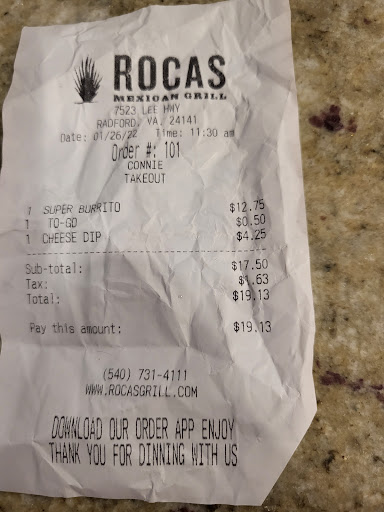 ROCAS
MEXICAN GRILL
7523 LEE HWY
RADFORD, VA. 24141
Date: 01/26/22 Time: 11:30 am
Order #: 101
CONNIE
TAKEOUT
1 SUPER BURRITO $12.75
1 TO-GO $0.50
1 CHEESE DIP $4.25
Sub-total: $17.50
Tax: $1.63
Total: $19.13
Pay this amount: $19.13
(540) 731-4111
WWW.ROCASGRILL.COM
DOWNLOAD OUR ORDER APP ENJOY
THANK YOU FOR DINNING WITH US